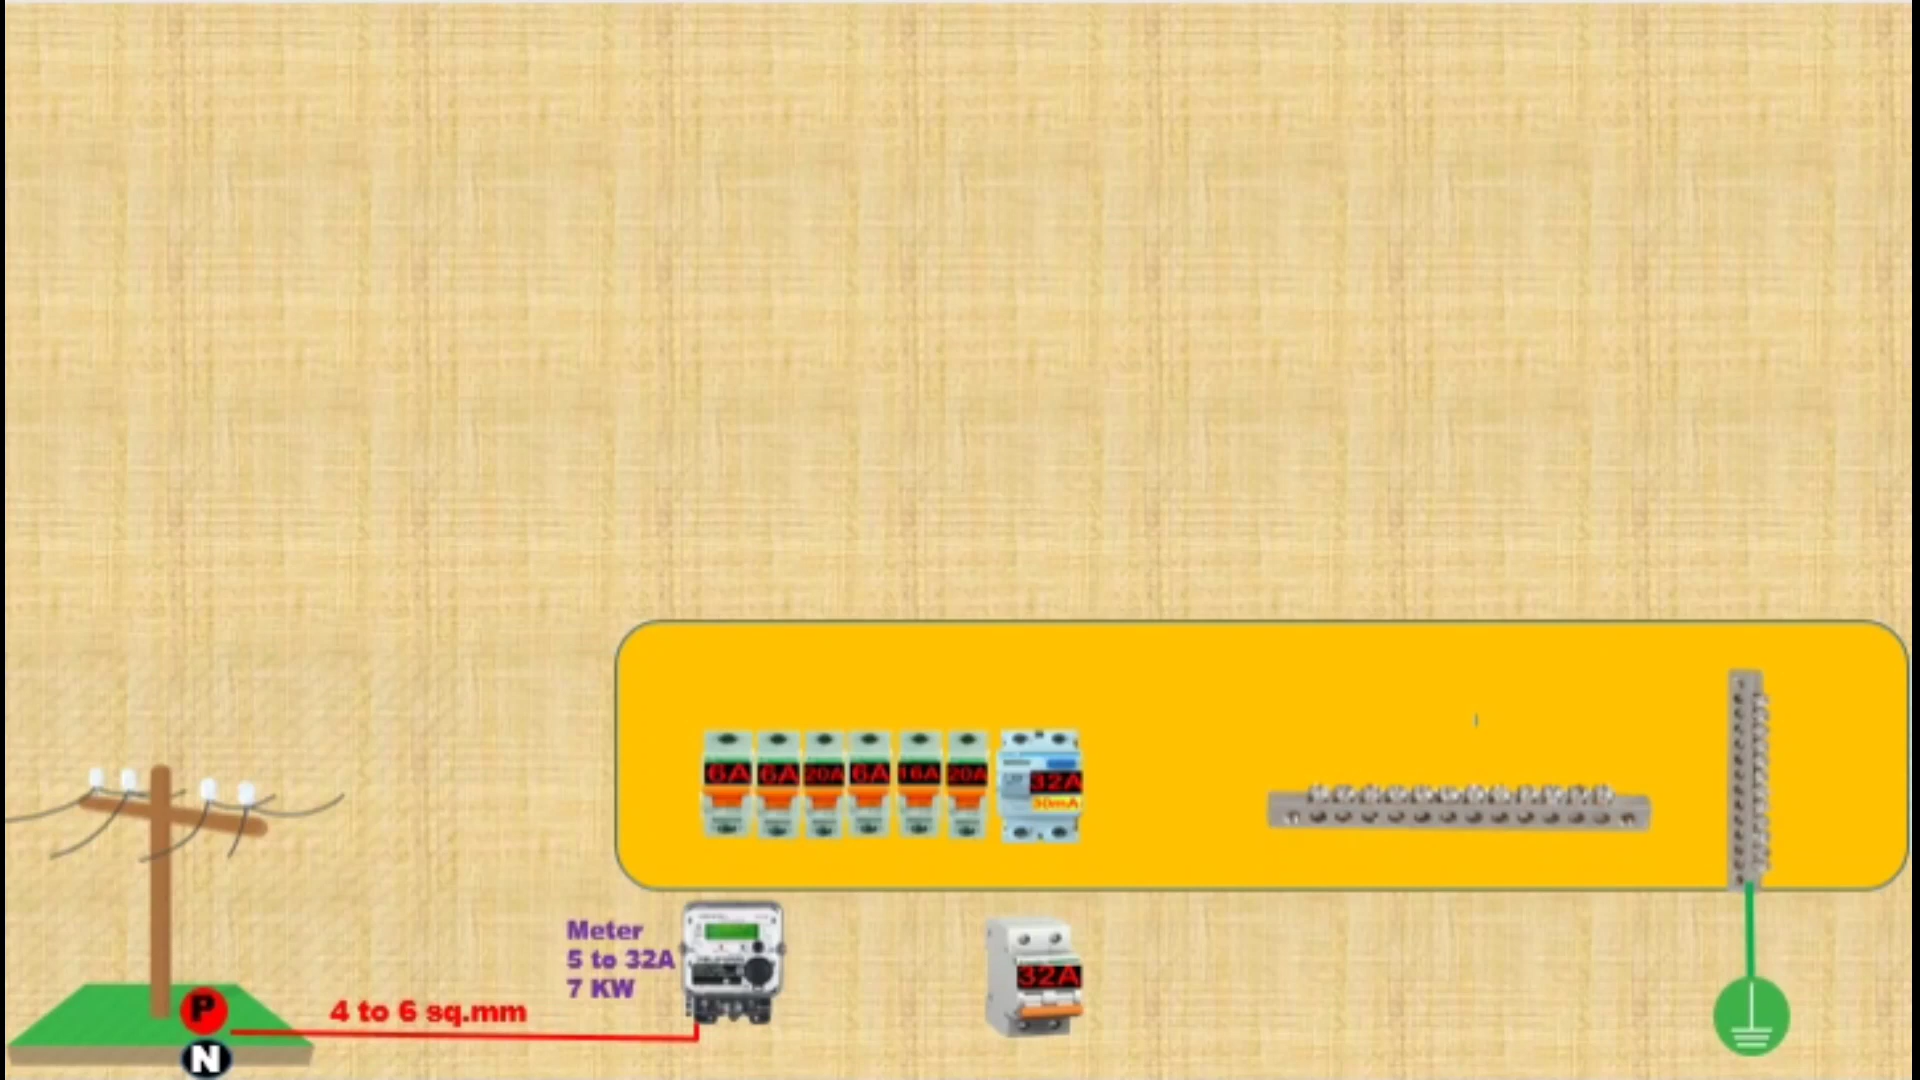 6A
6A
20A
6A
16A
20A
32A
30mA
Meter
5 to 32A
7 KW
32A
P
4 to 6 sq.mm
N